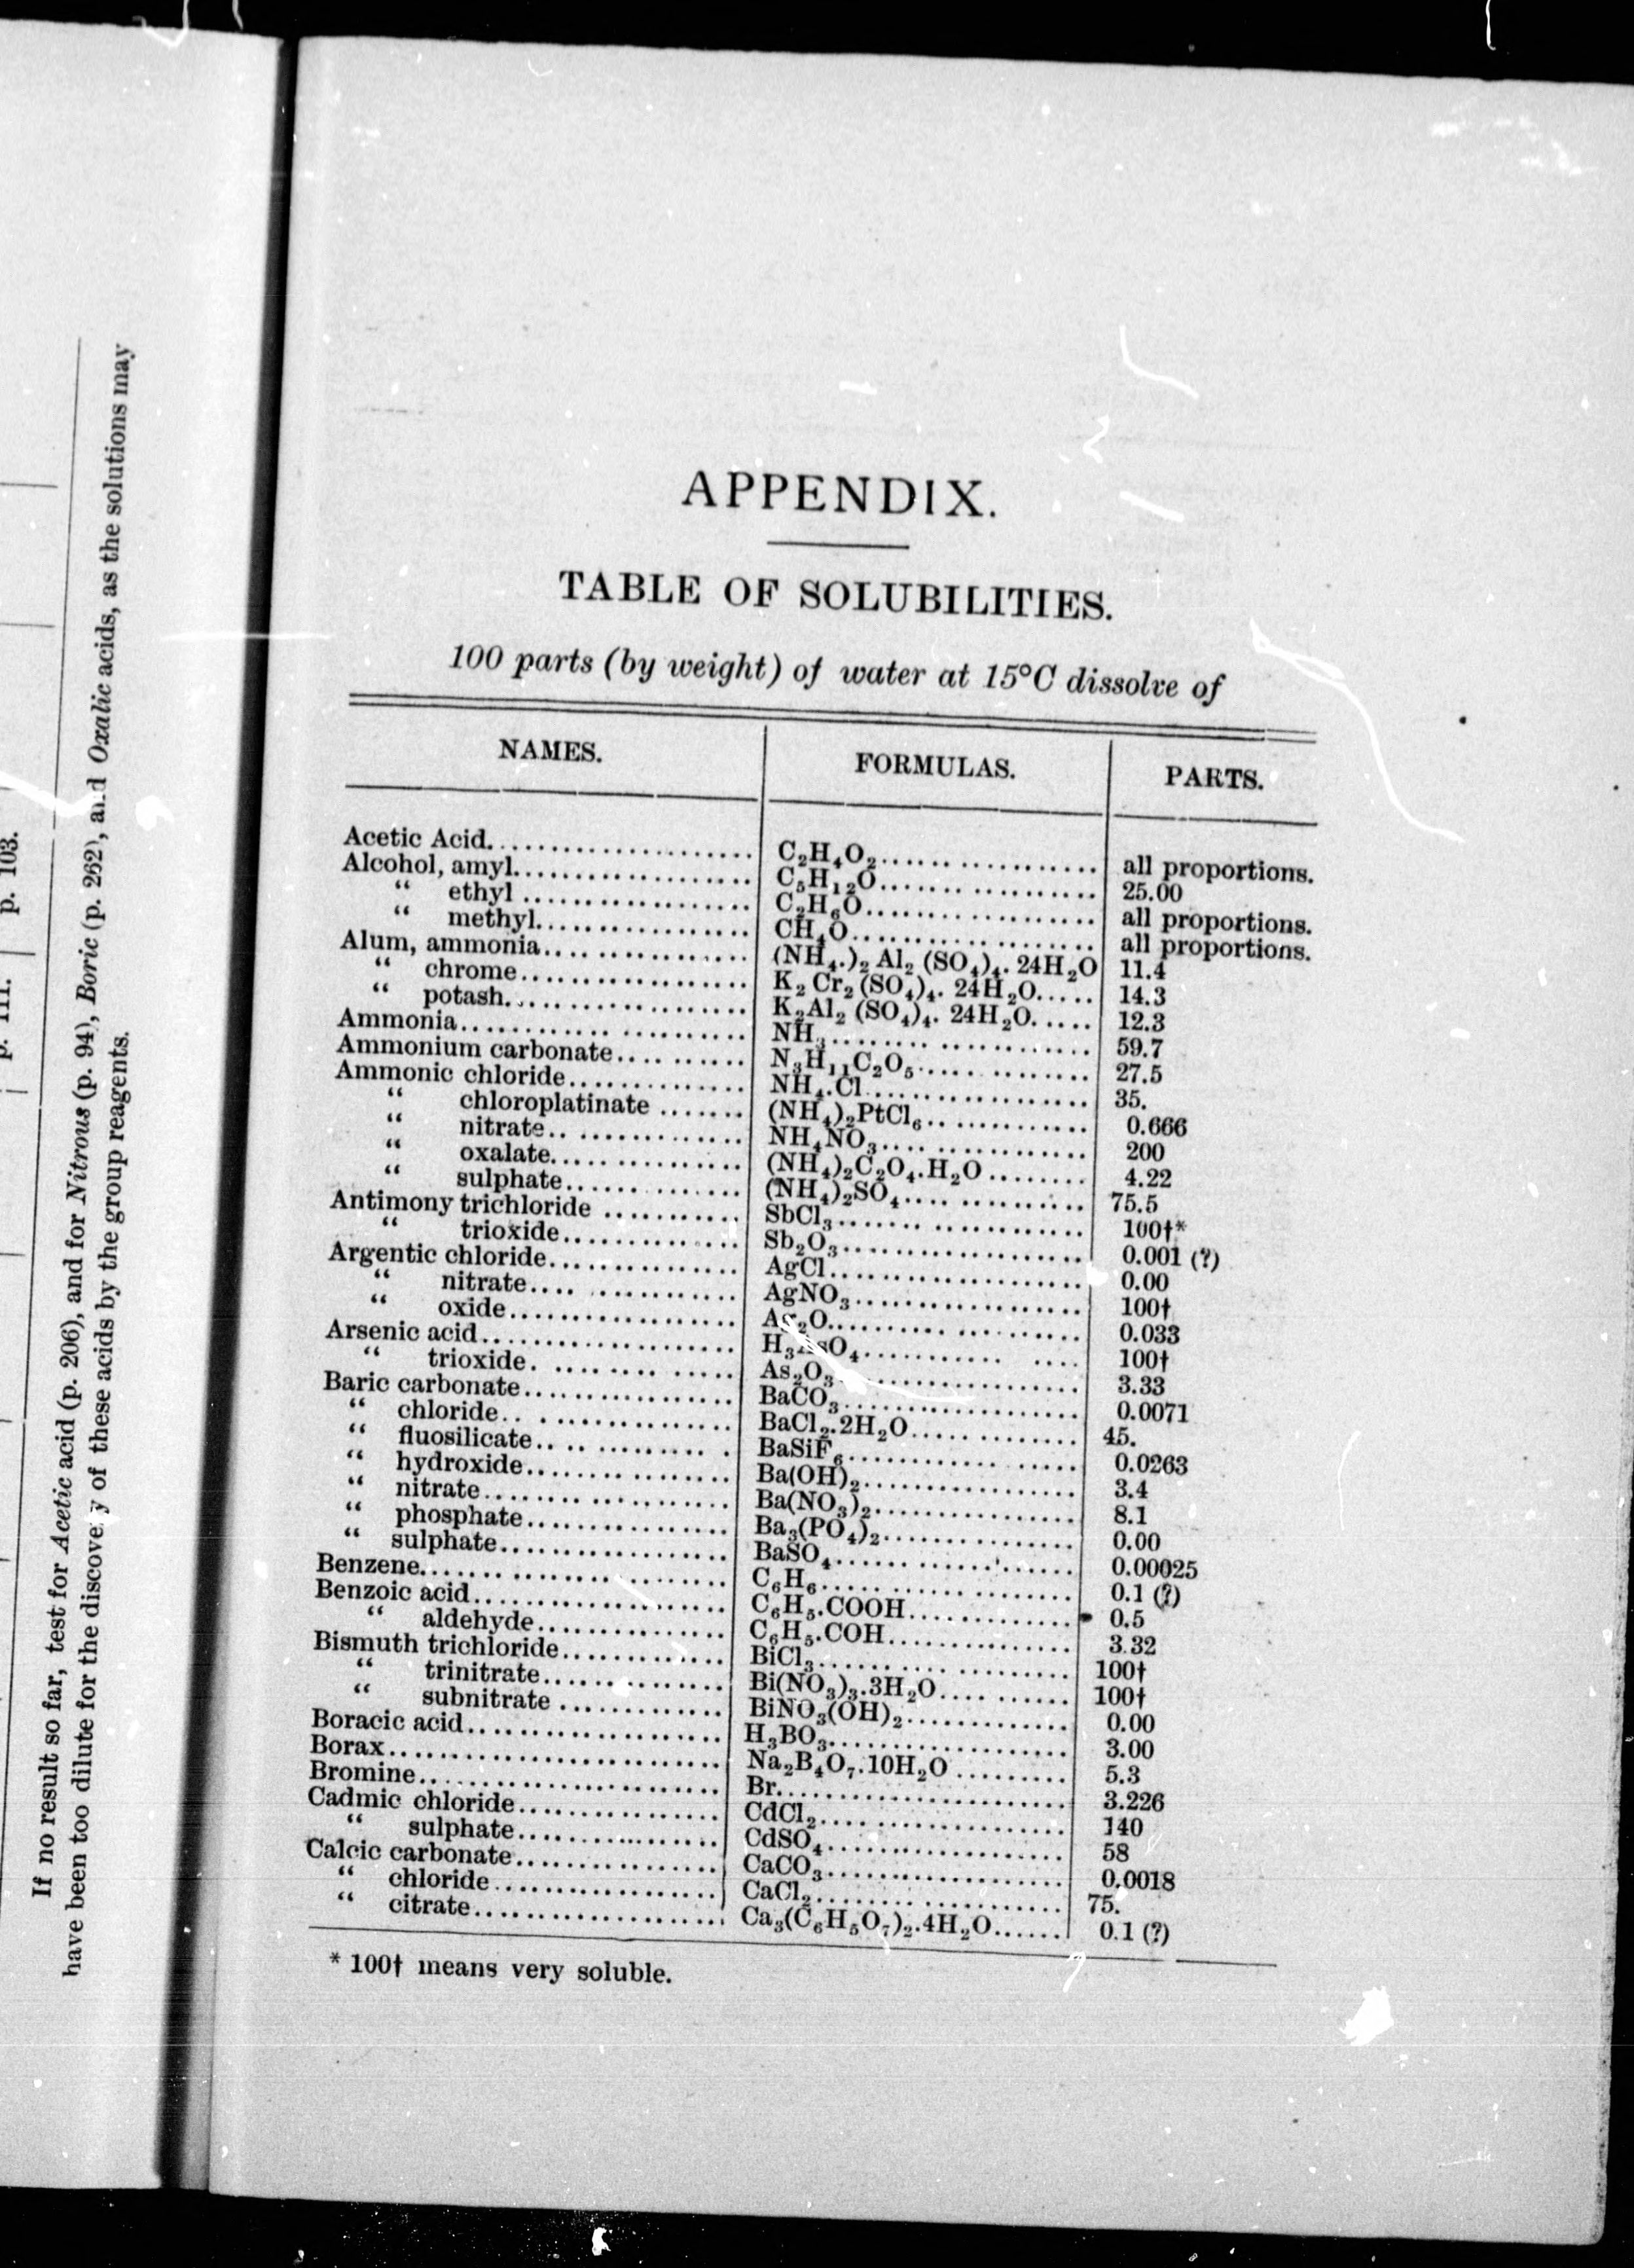 If no result so far, test for Acetic acid (p. 206), and for Nitrous (p. 94), Boric (p. 262), and Oxalic acids, as the solutions may
have been too dilute for the discovery of these acids by the group reagents.
p. 103.
APPENDIX.
TABLE OF SOLUBILITIES.
100 parts (by weight) of water at 15°C dissolve of
NAMES. FORMULAS. PARTS.
Acetic Acid.................... C₂H₄O₂.................... all proportions.
Alcohol, amyl.................... C₅H₁₂O.................... 25.00
“ ethyl .................... C₂H₆O.................... all proportions.
“ methyl.................... CH₄O.................... all proportions.
Alum, ammonia.................... (NH₄.)₂ Al₂ (SO₄)₄. 24H₂O 11.4
“ chrome.................... K₂ Cr₂ (SO₄)₄. 24H₂O..... 14.3
“ potash.................... K₂Al₂ (SO₄)₄. 24H₂O..... 12.3
Ammonia.................... NH₃.................... 59.7
Ammonium carbonate............ N₃H₁₁C₂O₅............... 27.5
Ammonic chloride............... NH₄.Cl.................... 35.
“ chloroplatinate ....... (NH₄)₂PtCl₆............. 0.666
“ nitrate............... NH₄NO₃.................... 200
“ oxalate................. (NH₄)₂C₂O₄.H₂O ........ 4.22
“ sulphate................ (NH₄)₂SO₄............... 75.5
Antimony trichloride ........... SbCl₃.................... 100†*
“ trioxide................ Sb₂O₃.................... 0.001 (?)
Argentic chloride................ AgCl.................... 0.00
“ nitrate................ AgNO₃.................... 100†
“ oxide.................... Ag₂O.................... 0.033
Arsenic acid.................... H₃AsO₄............... 100†
“ trioxide................ As₂O₃.................... 3.33
Baric carbonate.................... BaCO₃.................... 0.0071
“ chloride.................... BaCl₂.2H₂O.............. 45.
“ fluosilicate............... BaSiF₆.................... 0.0263
“ hydroxide.................... Ba(OH)₂.................... 3.4
“ nitrate.................... Ba(NO₃)₂.................... 8.1
“ phosphate.................... Ba₃(PO₄)₂................ 0.00
“ sulphate.................... BaSO₄.................... 0.00025
Benzene.................... C₆H₆.................... 0.1 (?)
Benzoic acid.................... C₆H₅.COOH............. 0.5
“ aldehyde................ C₆H₅.COH............... 3.32
Bismuth trichloride............. BiCl₃.................... 100†
“ trinitrate............... Bi(NO₃)₃.3H₂O.......... 100†
“ subnitrate ............. BiNO₃(OH)₂............. 0.00
Boracic acid.................... H₃BO₃.................... 3.00
Borax.................... Na₂B₄O₇.10H₂O ......... 5.3
Bromine.................... Br.................... 3.226
Cadmic chloride................ CdCl₂.................... 140
“ sulphate................ CdSO₄.................... 58
Calcic carbonate................ CaCO₃.................... 0.0018
“ chloride.................... CaCl₂.................... 75.
“ citrate.................... Ca₃(C₆H₅O₇)₂.4H₂O...... 0.1 (?)
* 100† means very soluble.